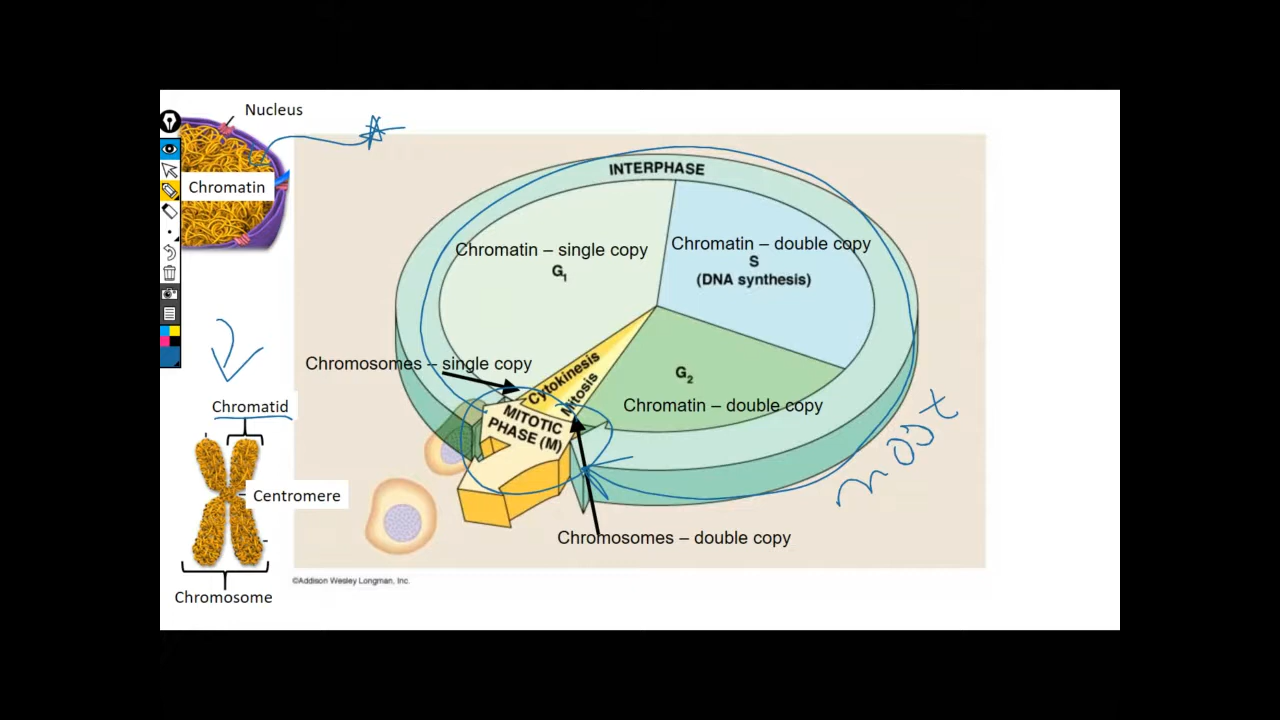 Nucleus
Chromatin
INTERPHASE
Chromatin – single copy
G1
Chromatin – double copy
S
(DNA synthesis)
Chromosomes – single copy
Cytokinesis
Mitosis
G2
Chromatin – double copy
MITOTIC
PHASE (M)
most
Chromatid
Centromere
Chromosome
Chromosomes – double copy
©Addison Wesley Longman, Inc.